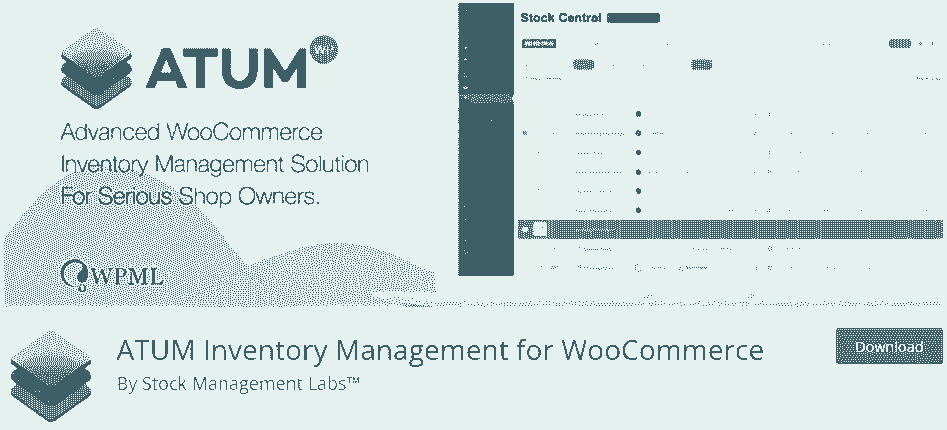 ATUM
WP
Advanced WooCommerce
Inventory Management Solution
For Serious Shop Owners.
WPML
Stock Central
ATUM Inventory Management for WooCommerce
By Stock Management Labs™
Download